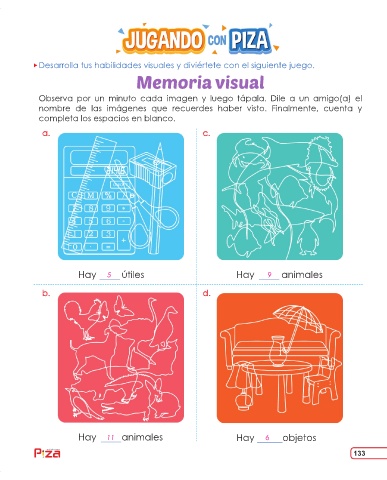 JUGANDO CON PIZA
Desarrolla tus habilidades visuales y diviértete con el siguiente juego.
Memoria visual
Observa por un minuto cada imagen y luego tápala. Dile a un amigo(a) el
nombre de las imágenes que recuerdes haber visto. Finalmente, cuenta y
completa los espacios en blanco.
a.
c.
Hay 5 útiles
Hay 9 animales
b.
d.
Hay 11 animales
Hay 6 objetos
Piza
133